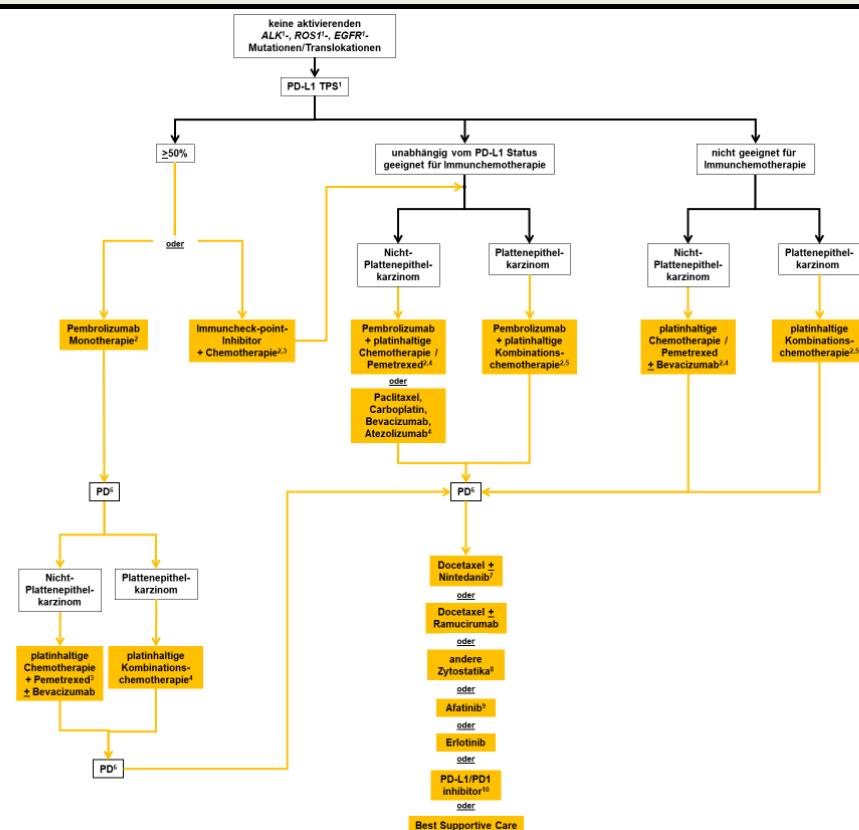 keine aktivierenden
ALK¹-, ROS1¹-, EGFR¹-
Mutationen/Translokationen
PD-L1 TPS¹
≥50%
unabhängig vom PD-L1 Status
geeignet für Immunchemotherapie
nicht geeignet für
Immunchemotherapie
oder
Nicht-
Plattenepithel-
karzinom
Plattenepithel-
karzinom
Nicht-
Plattenepithel-
karzinom
Plattenepithel-
karzinom
Pembrolizumab
Monotherapie²
Immuncheck-point-
Inhibitor
+ Chemotherapie²,³
Pembrolizumab
+ platinhaltige
Chemotherapie /
Pemetrexed²,⁴
oder
Paclitaxel,
Carboplatin,
Bevacizumab,
Atezolizumab⁴
Pembrolizumab
+ platinhaltige
Kombinations-
chemotherapie²,⁵
platinhaltige
Chemotherapie /
Pemetrexed
± Bevacizumab²,⁴
platinhaltige
Kombinations-
chemotherapie²,⁵
PD⁶
PD⁶
Nicht-
Plattenepithel-
karzinom
Plattenepithel-
karzinom
platinhaltige
Chemotherapie
+ Pemetrexed³
± Bevacizumab
platinhaltige
Kombinations-
chemotherapie⁴
PD⁶
Docetaxel ±
Nintedanib⁷
oder
Docetaxel ±
Ramucirumab
oder
andere
Zytostatika⁸
oder
Afatinib⁹
oder
Erlotinib
oder
PD-L1/PD1
inhibitor¹⁰
oder
Best Supportive Care